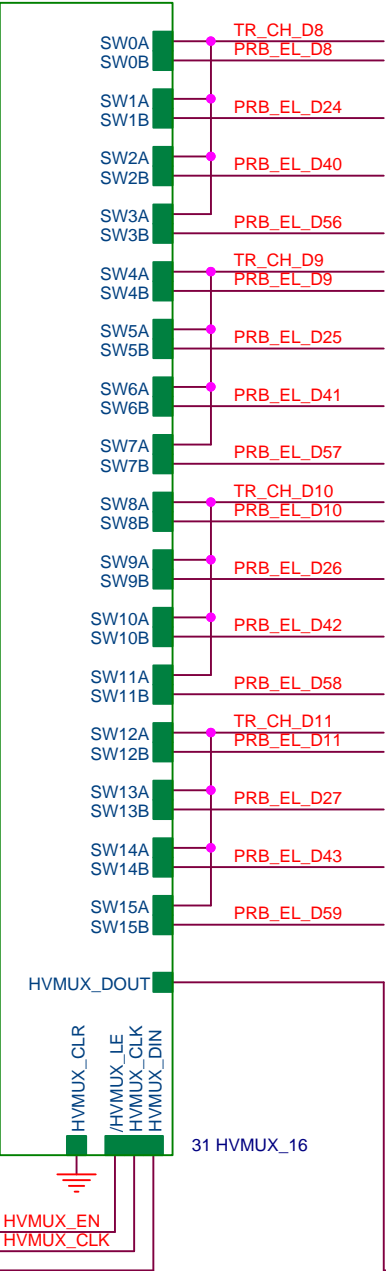 SW0A TR_CH_D8
SW0B PRB_EL_D8
SW1A
SW1B PRB_EL_D24
SW2A
SW2B PRB_EL_D40
SW3A
SW3B PRB_EL_D56
SW4A TR_CH_D9
SW4B PRB_EL_D9
SW5A
SW5B PRB_EL_D25
SW6A
SW6B PRB_EL_D41
SW7A
SW7B PRB_EL_D57
SW8A TR_CH_D10
SW8B PRB_EL_D10
SW9A
SW9B PRB_EL_D26
SW10A
SW10B PRB_EL_D42
SW11A
SW11B PRB_EL_D58
SW12A TR_CH_D11
SW12B PRB_EL_D11
SW13A
SW13B PRB_EL_D27
SW14A
SW14B PRB_EL_D43
SW15A
SW15B PRB_EL_D59
HVMUX_DOUT
HVMUX_CLR
/HVMUX_LE
HVMUX_CLK
HVMUX_DIN
31 HVMUX_16
HVMUX_EN
HVMUX_CLK